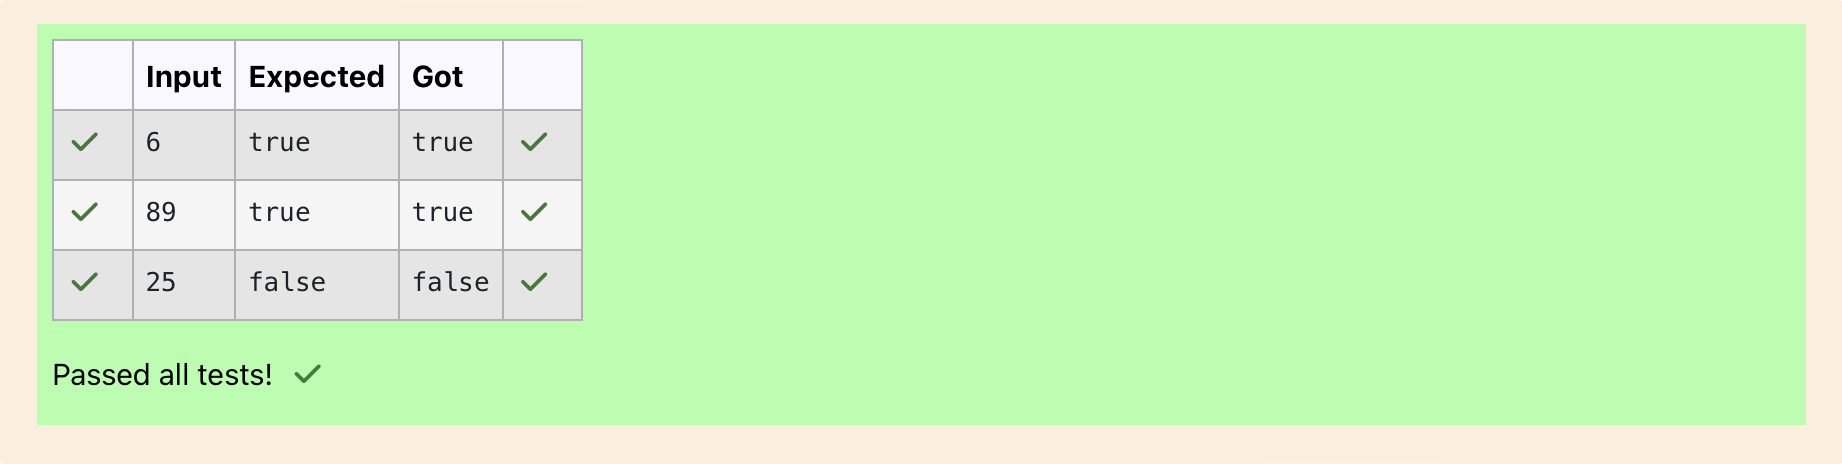 Input Expected Got
6 true true
89 true true
25 false false
Passed all tests!